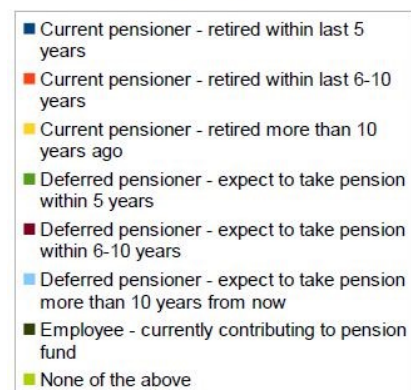 Current pensioner - retired within last 5
years
Current pensioner - retired within last 6-10
years
Current pensioner - retired more than 10
years ago
Deferred pensioner - expect to take pension
within 5 years
Deferred pensioner - expect to take pension
within 6-10 years
Deferred pensioner - expect to take pension
more than 10 years from now
Employee - currently contributing to pension
fund
None of the above